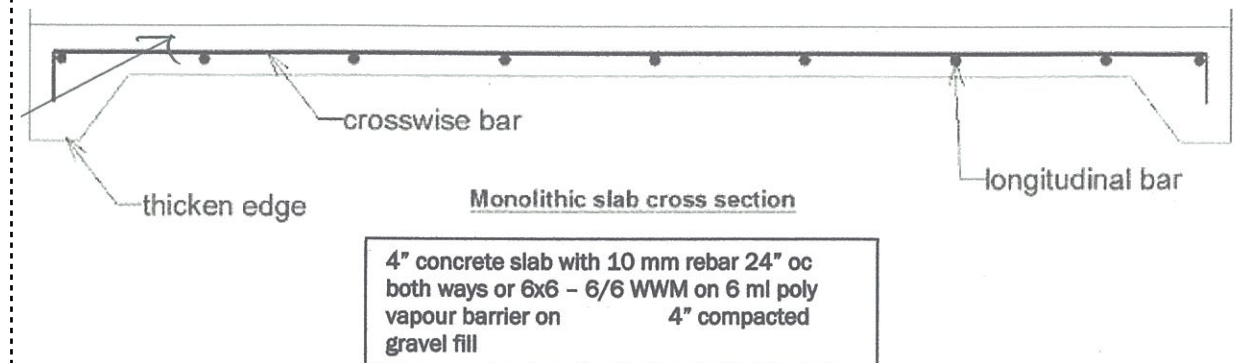 crosswise bar
longitudinal bar
thicken edge
Monolithic slab cross section
4” concrete slab with 10 mm rebar 24” oc
both ways or 6x6 – 6/6 WWM on 6 ml poly
vapour barrier on 4” compacted
gravel fill